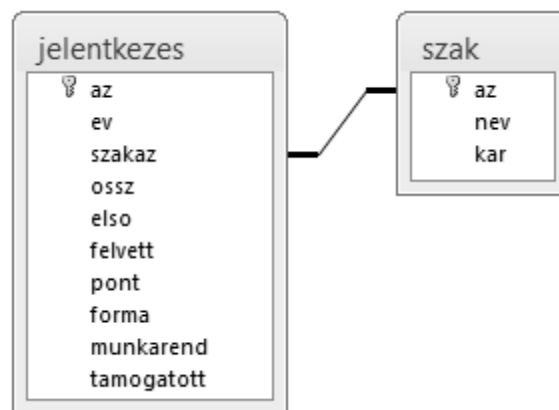 jelentkezes
az
ev
szakaz
ossz
elso
felvett
pont
forma
munkarend
tamogatott
szak
az
nev
kar